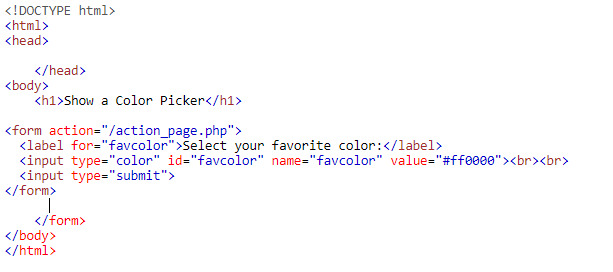 <!DOCTYPE html>
<html>
<head>
</head>
<body>
<h1>Show a Color Picker</h1>
<form action="/action_page.php">
<label for="favcolor">Select your favorite color:</label>
<input type="color" id="favcolor" name="favcolor" value="#ff0000"><br><br>
<input type="submit">
</form>
</form>
</body>
</html>